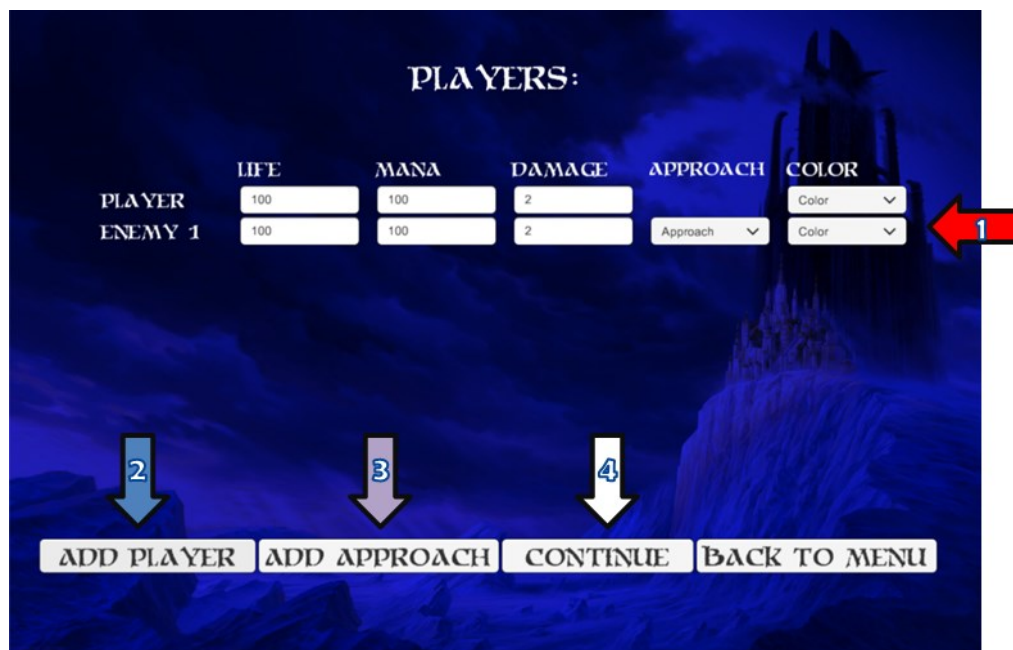 PLAYERS:
LIFE MANA DAMAGE APPROACH COLOR
PLAYER 100 100 2 Color
ENEMY 1 100 100 2 Approach Color
1
2 3 4
ADD PLAYER ADD APPROACH CONTINUE BACK TO MENU